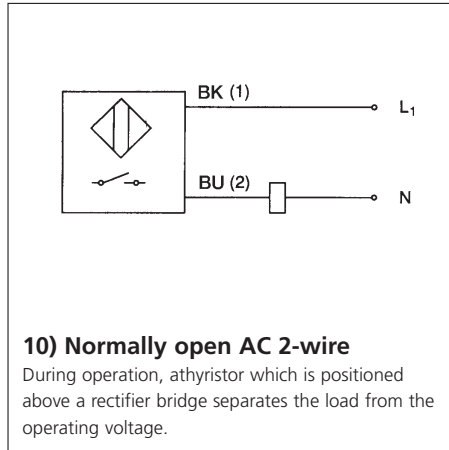 BK (1)
L₁
BU (2)
N
10) Normally open AC 2-wire
During operation, athyristor which is positioned
above a rectifier bridge separates the load from the
operating voltage.